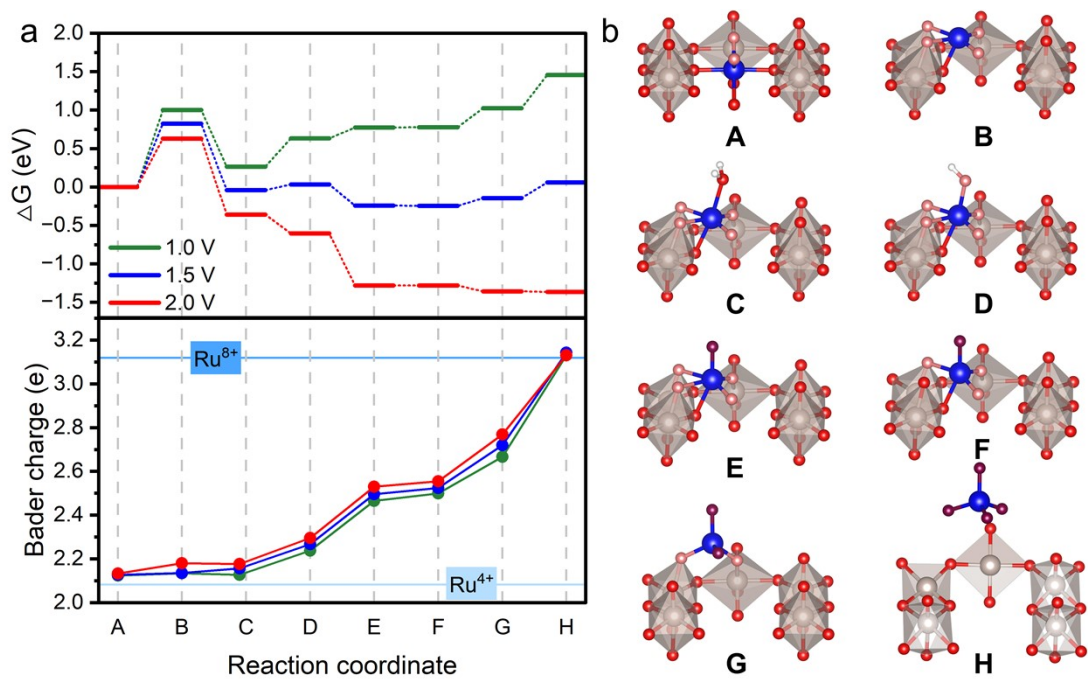 a
2.0
1.5
1.0
0.5
0.0
−0.5
−1.0
−1.5
△G (eV)
1.0 V
1.5 V
2.0 V
3.2
3.0
2.8
2.6
2.4
2.2
2.0
Bader charge (e)
Ru8+
Ru4+
A B C D E F G H
Reaction coordinate
b
A
B
C
D
E
F
G
H